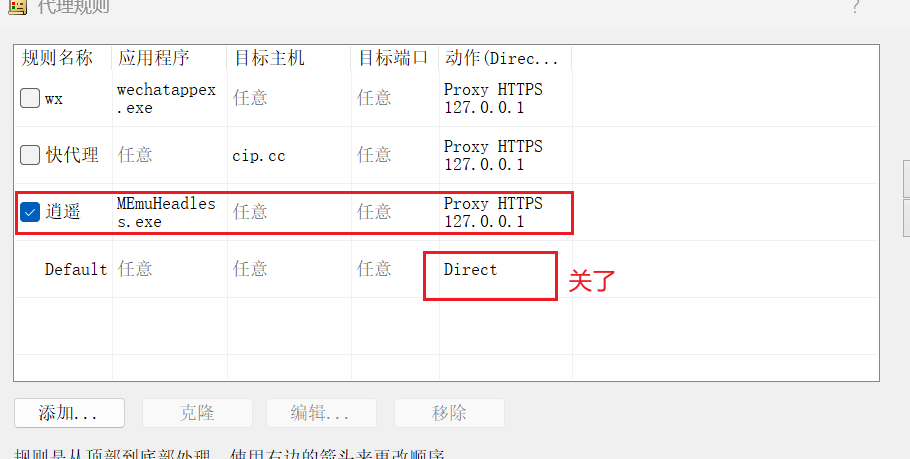 代理规则 ?
规则名称 应用程序 目标主机 目标端口 动作(Direc...
wx wechatappex.exe 任意 任意 Proxy HTTPS 127.0.0.1
快代理 任意 cip.cc 任意 Proxy HTTPS 127.0.0.1
逍遥 MEmuHeadless.exe 任意 任意 Proxy HTTPS 127.0.0.1
Default 任意 任意 任意 Direct 关了
添加... 克隆 编辑... 移除
规则是从顶部到底部处理。使用右边的箭头来更改顺序